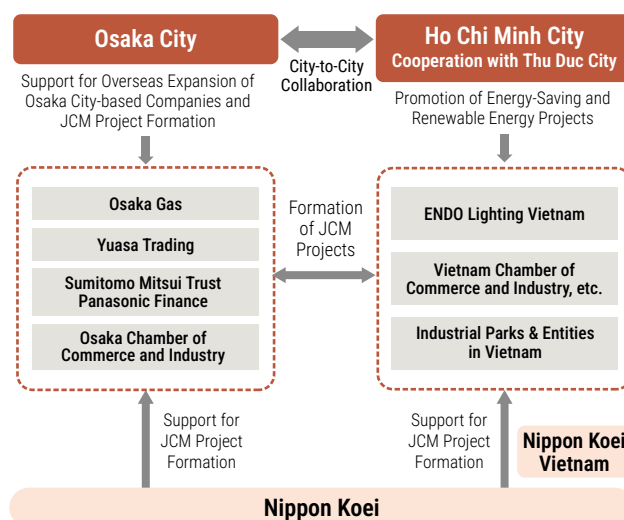 Osaka City
City-to-City
Collaboration
Ho Chi Minh City
Cooperation with Thu Duc City
Support for Overseas Expansion of
Osaka City-based Companies and
JCM Project Formation
Promotion of Energy-Saving and
Renewable Energy Projects
Osaka Gas
Yuasa Trading
Sumitomo Mitsui Trust
Panasonic Finance
Osaka Chamber of
Commerce and Industry
Formation
of JCM
Projects
ENDO Lighting Vietnam
Vietnam Chamber of
Commerce and Industry, etc.
Industrial Parks & Entities
in Vietnam
Support for
JCM Project
Formation
Support for
JCM Project
Formation
Nippon Koei
Vietnam
Nippon Koei